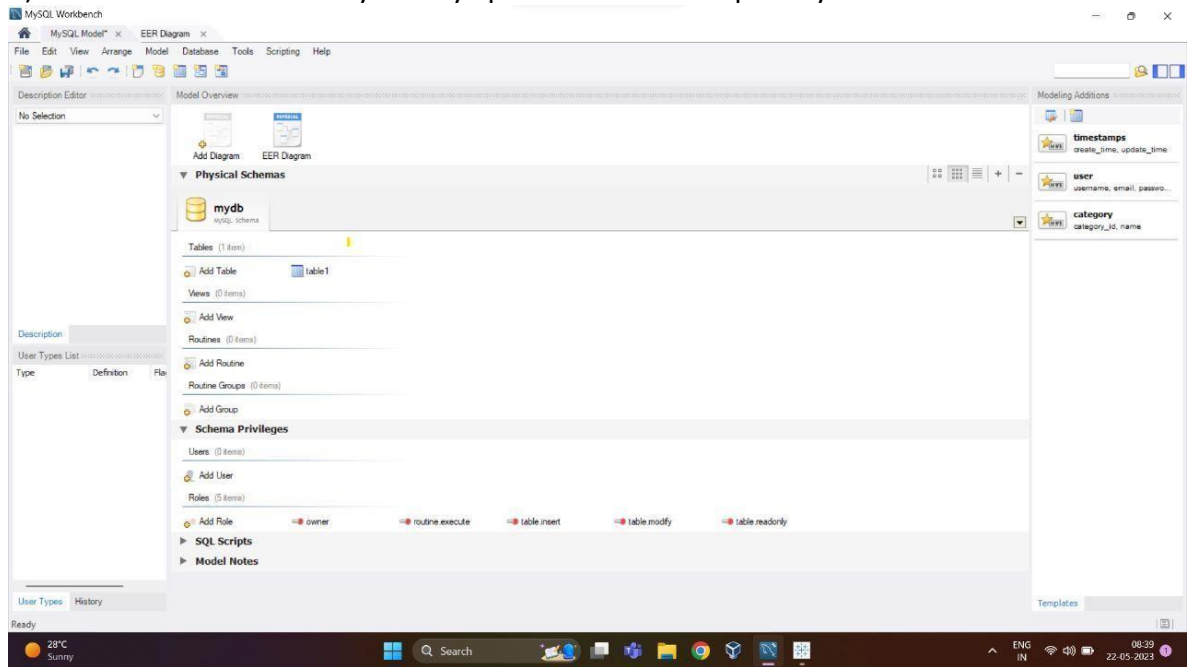 MySQL Workbench
MySQL Model* × EER Diagram ×
File Edit View Arrange Model Database Tools Scripting Help
Description Editor
No Selection
Description
User Types List
Type Definition Fla
User Types History
Ready
Model Overview
Add Diagram EER Diagram
Physical Schemas
mydb
MySQL Schema
Tables (1 item)
Add Table table1
Views (0 items)
Add View
Routines (0 items)
Add Routine
Routine Groups (0 items)
Add Group
Schema Privileges
Users (0 items)
Add User
Roles (5 items)
Add Role owner routine.execute table.insert table.modify table.readonly
SQL Scripts
Model Notes
Modeling Additions
timestamps
create_time, update_time
user
username, email, passwo...
category
category_id, name
Templates
28°C
Sunny
Search
ENG
IN
08:39
22-05-2023
1